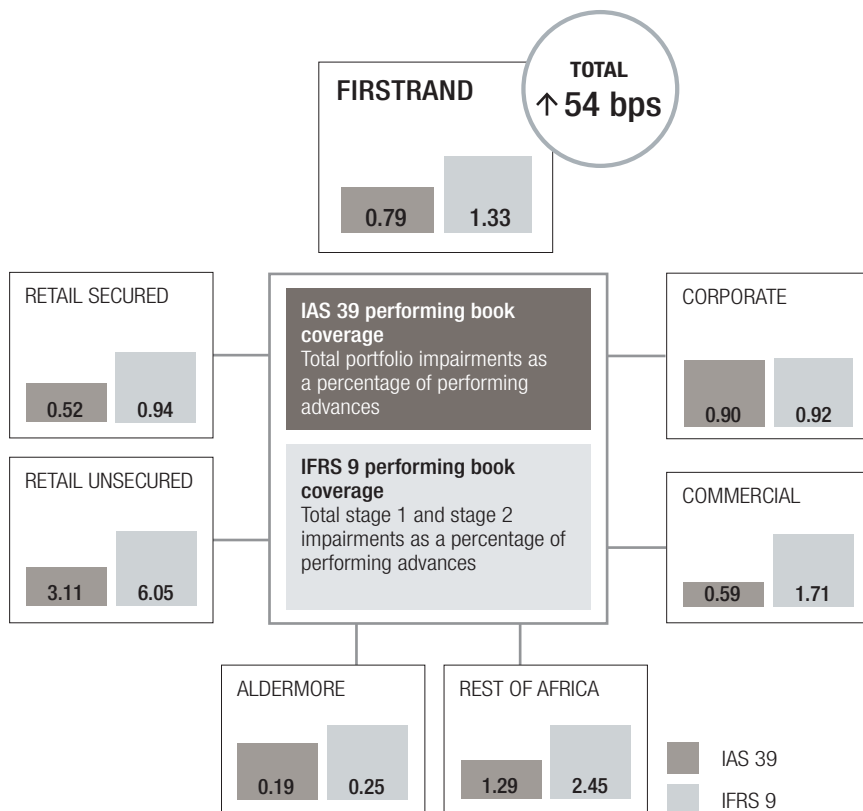 FIRSTRAND
TOTAL
↑ 54 bps
0.79 1.33
RETAIL SECURED
0.52 0.94
IAS 39 performing book
coverage
Total portfolio impairments as
a percentage of performing
advances
CORPORATE
0.90 0.92
RETAIL UNSECURED
3.11 6.05
IFRS 9 performing book
coverage
Total stage 1 and stage 2
impairments as a percentage of
performing advances
COMMERCIAL
0.59 1.71
ALDERMORE
0.19 0.25
REST OF AFRICA
1.29 2.45
IAS 39
IFRS 9